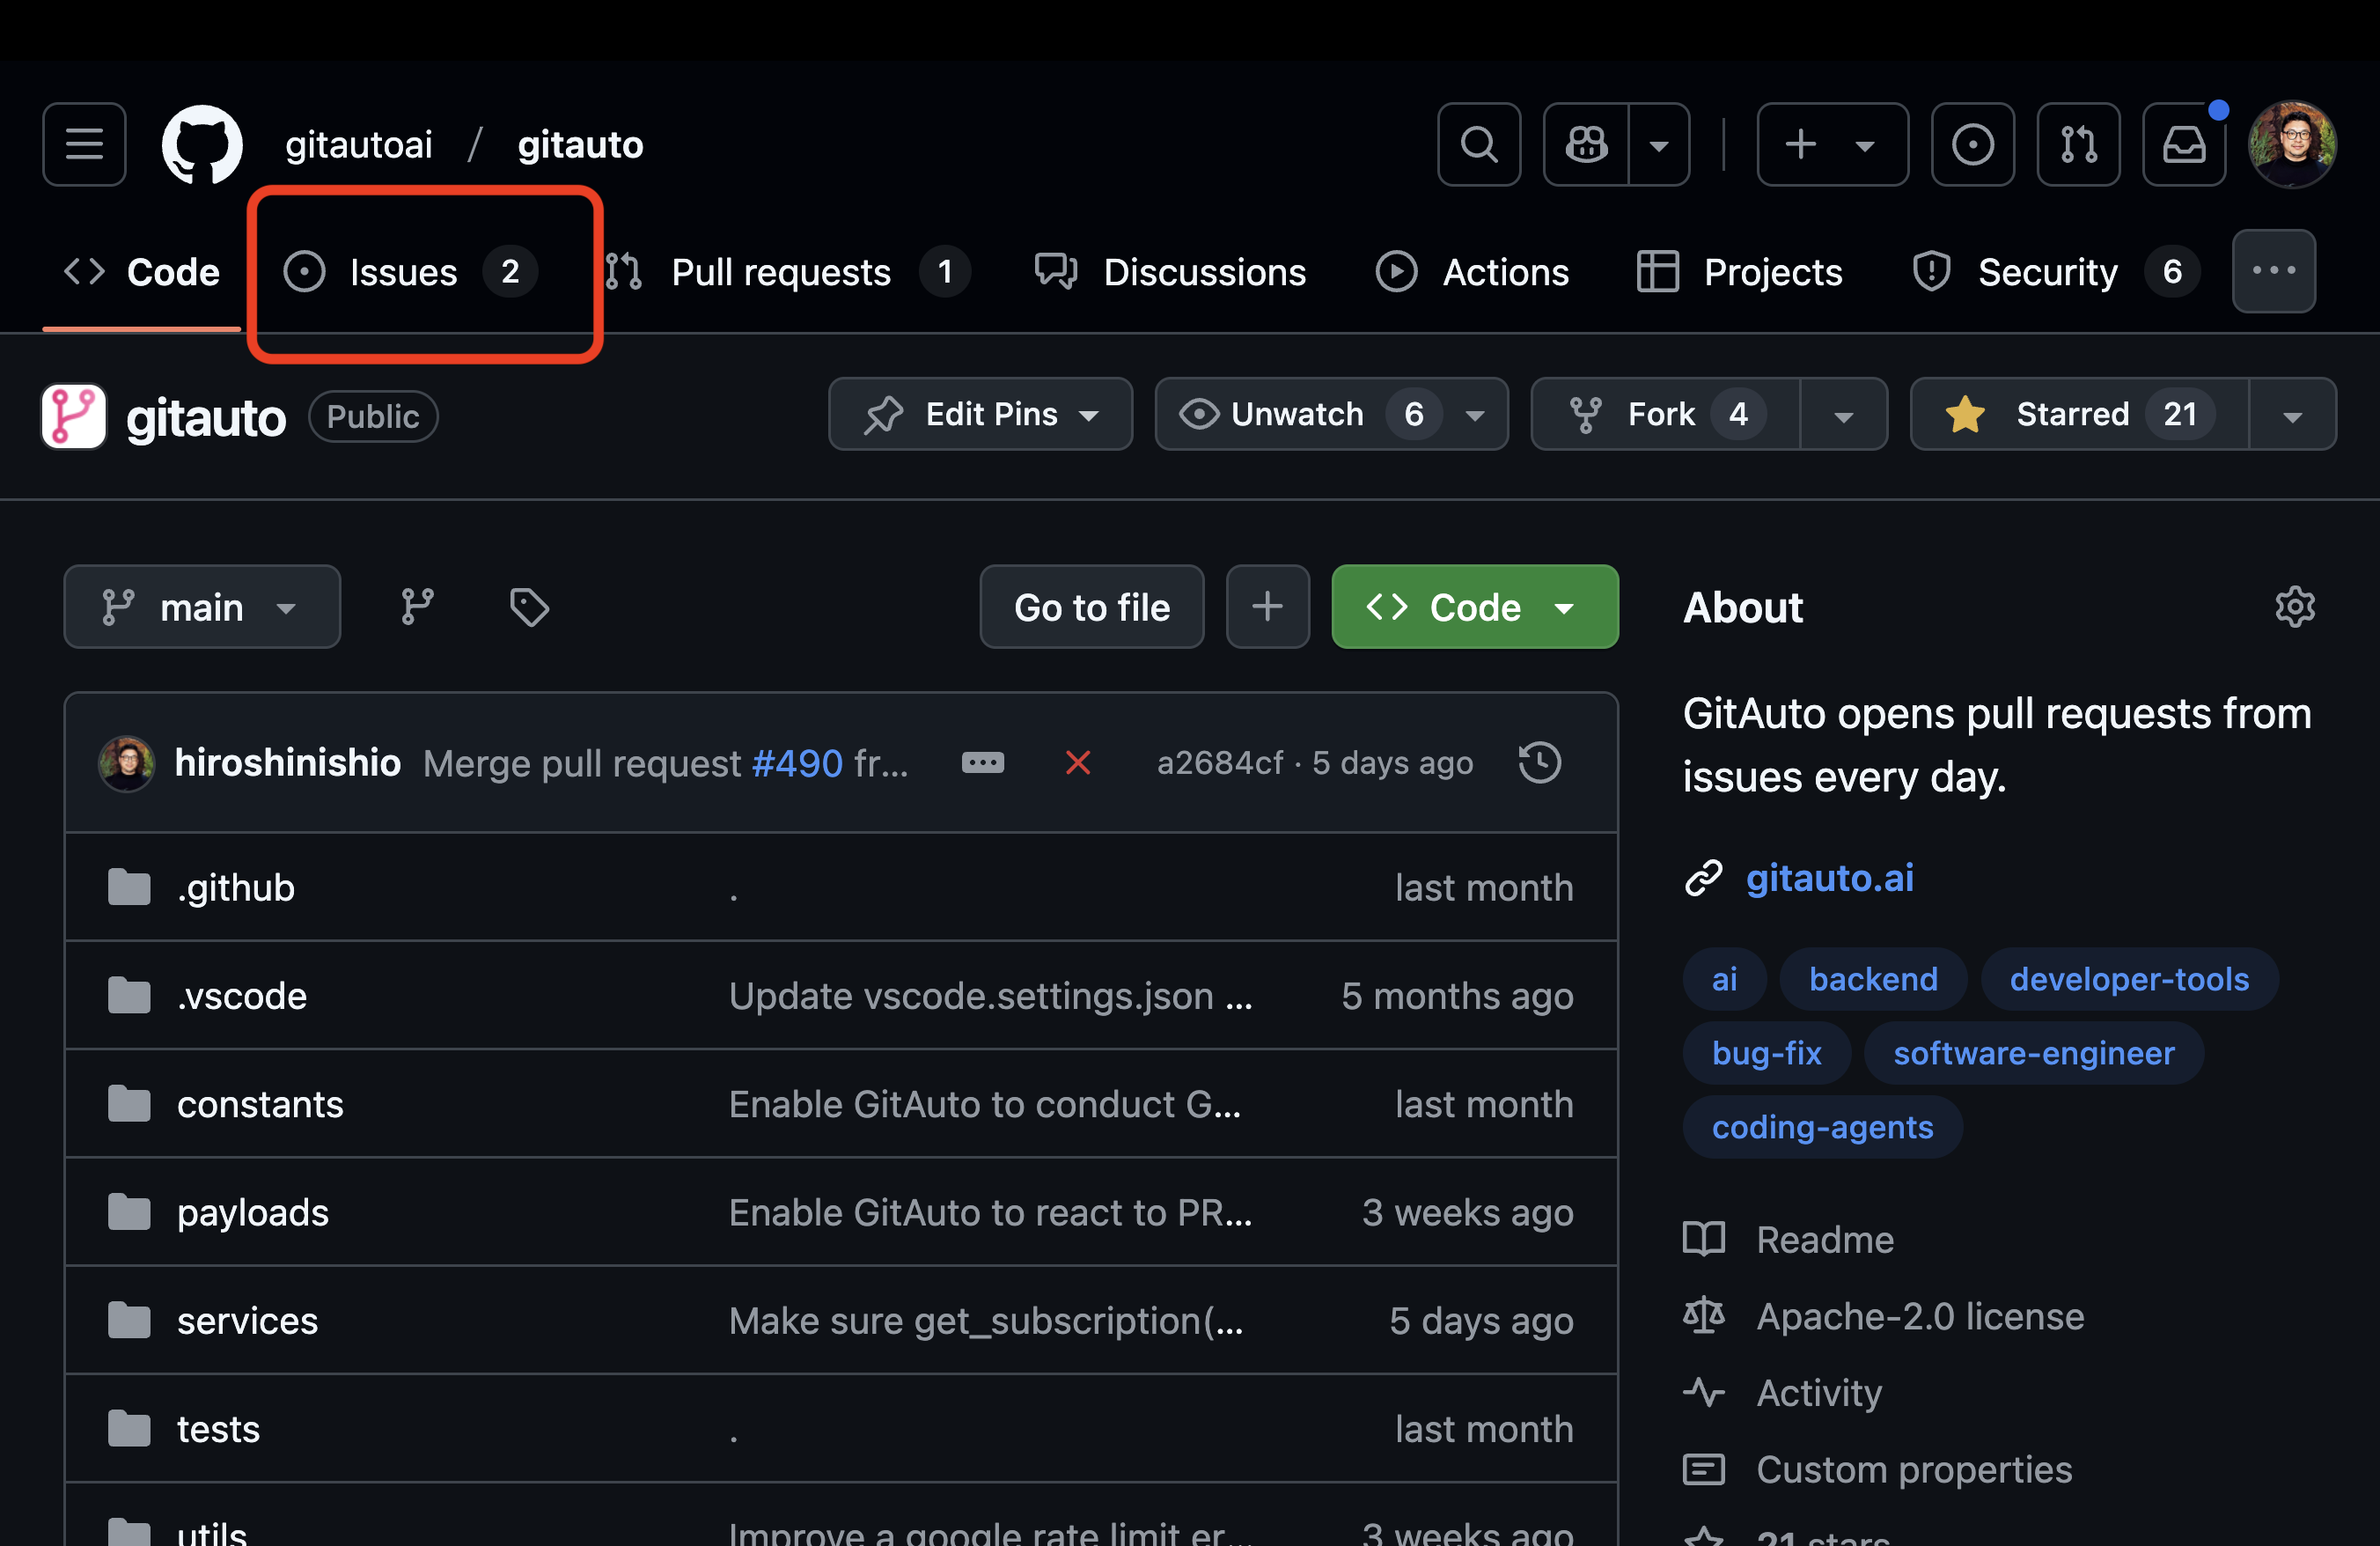 gitautoai / gitauto
Code Issues 2 Pull requests 1 Discussions Actions Projects Security 6
gitauto Public Edit Pins Unwatch 6 Fork 4 Starred 21
main Go to file Code About
GitAuto opens pull requests from
issues every day.
hiroshinishio Merge pull request #490 fr... a2684cf · 5 days ago
gitauto.ai
.github . last month
ai backend developer-tools
.vscode Update vscode.settings.json ... 5 months ago
bug-fix software-engineer
constants Enable GitAuto to conduct G... last month
coding-agents
payloads Enable GitAuto to react to PR... 3 weeks ago
Readme
services Make sure get_subscription(... 5 days ago
Apache-2.0 license
Activity
tests . last month
Custom properties
utils Improve a google rate limit er... 3 weeks ago
21 stars